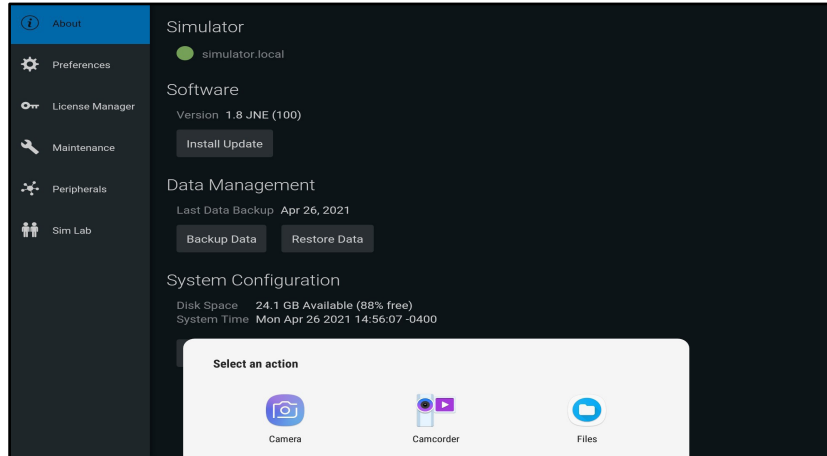 About
Preferences
License Manager
Maintenance
Peripherals
Sim Lab
Simulator
simulator.local
Software
Version 1.8 JNE (100)
Install Update
Data Management
Last Data Backup Apr 26, 2021
Backup Data Restore Data
System Configuration
Disk Space 24.1 GB Available (88% free)
System Time Mon Apr 26 2021 14:56:07 -0400
Select an action
Camera Camcorder Files